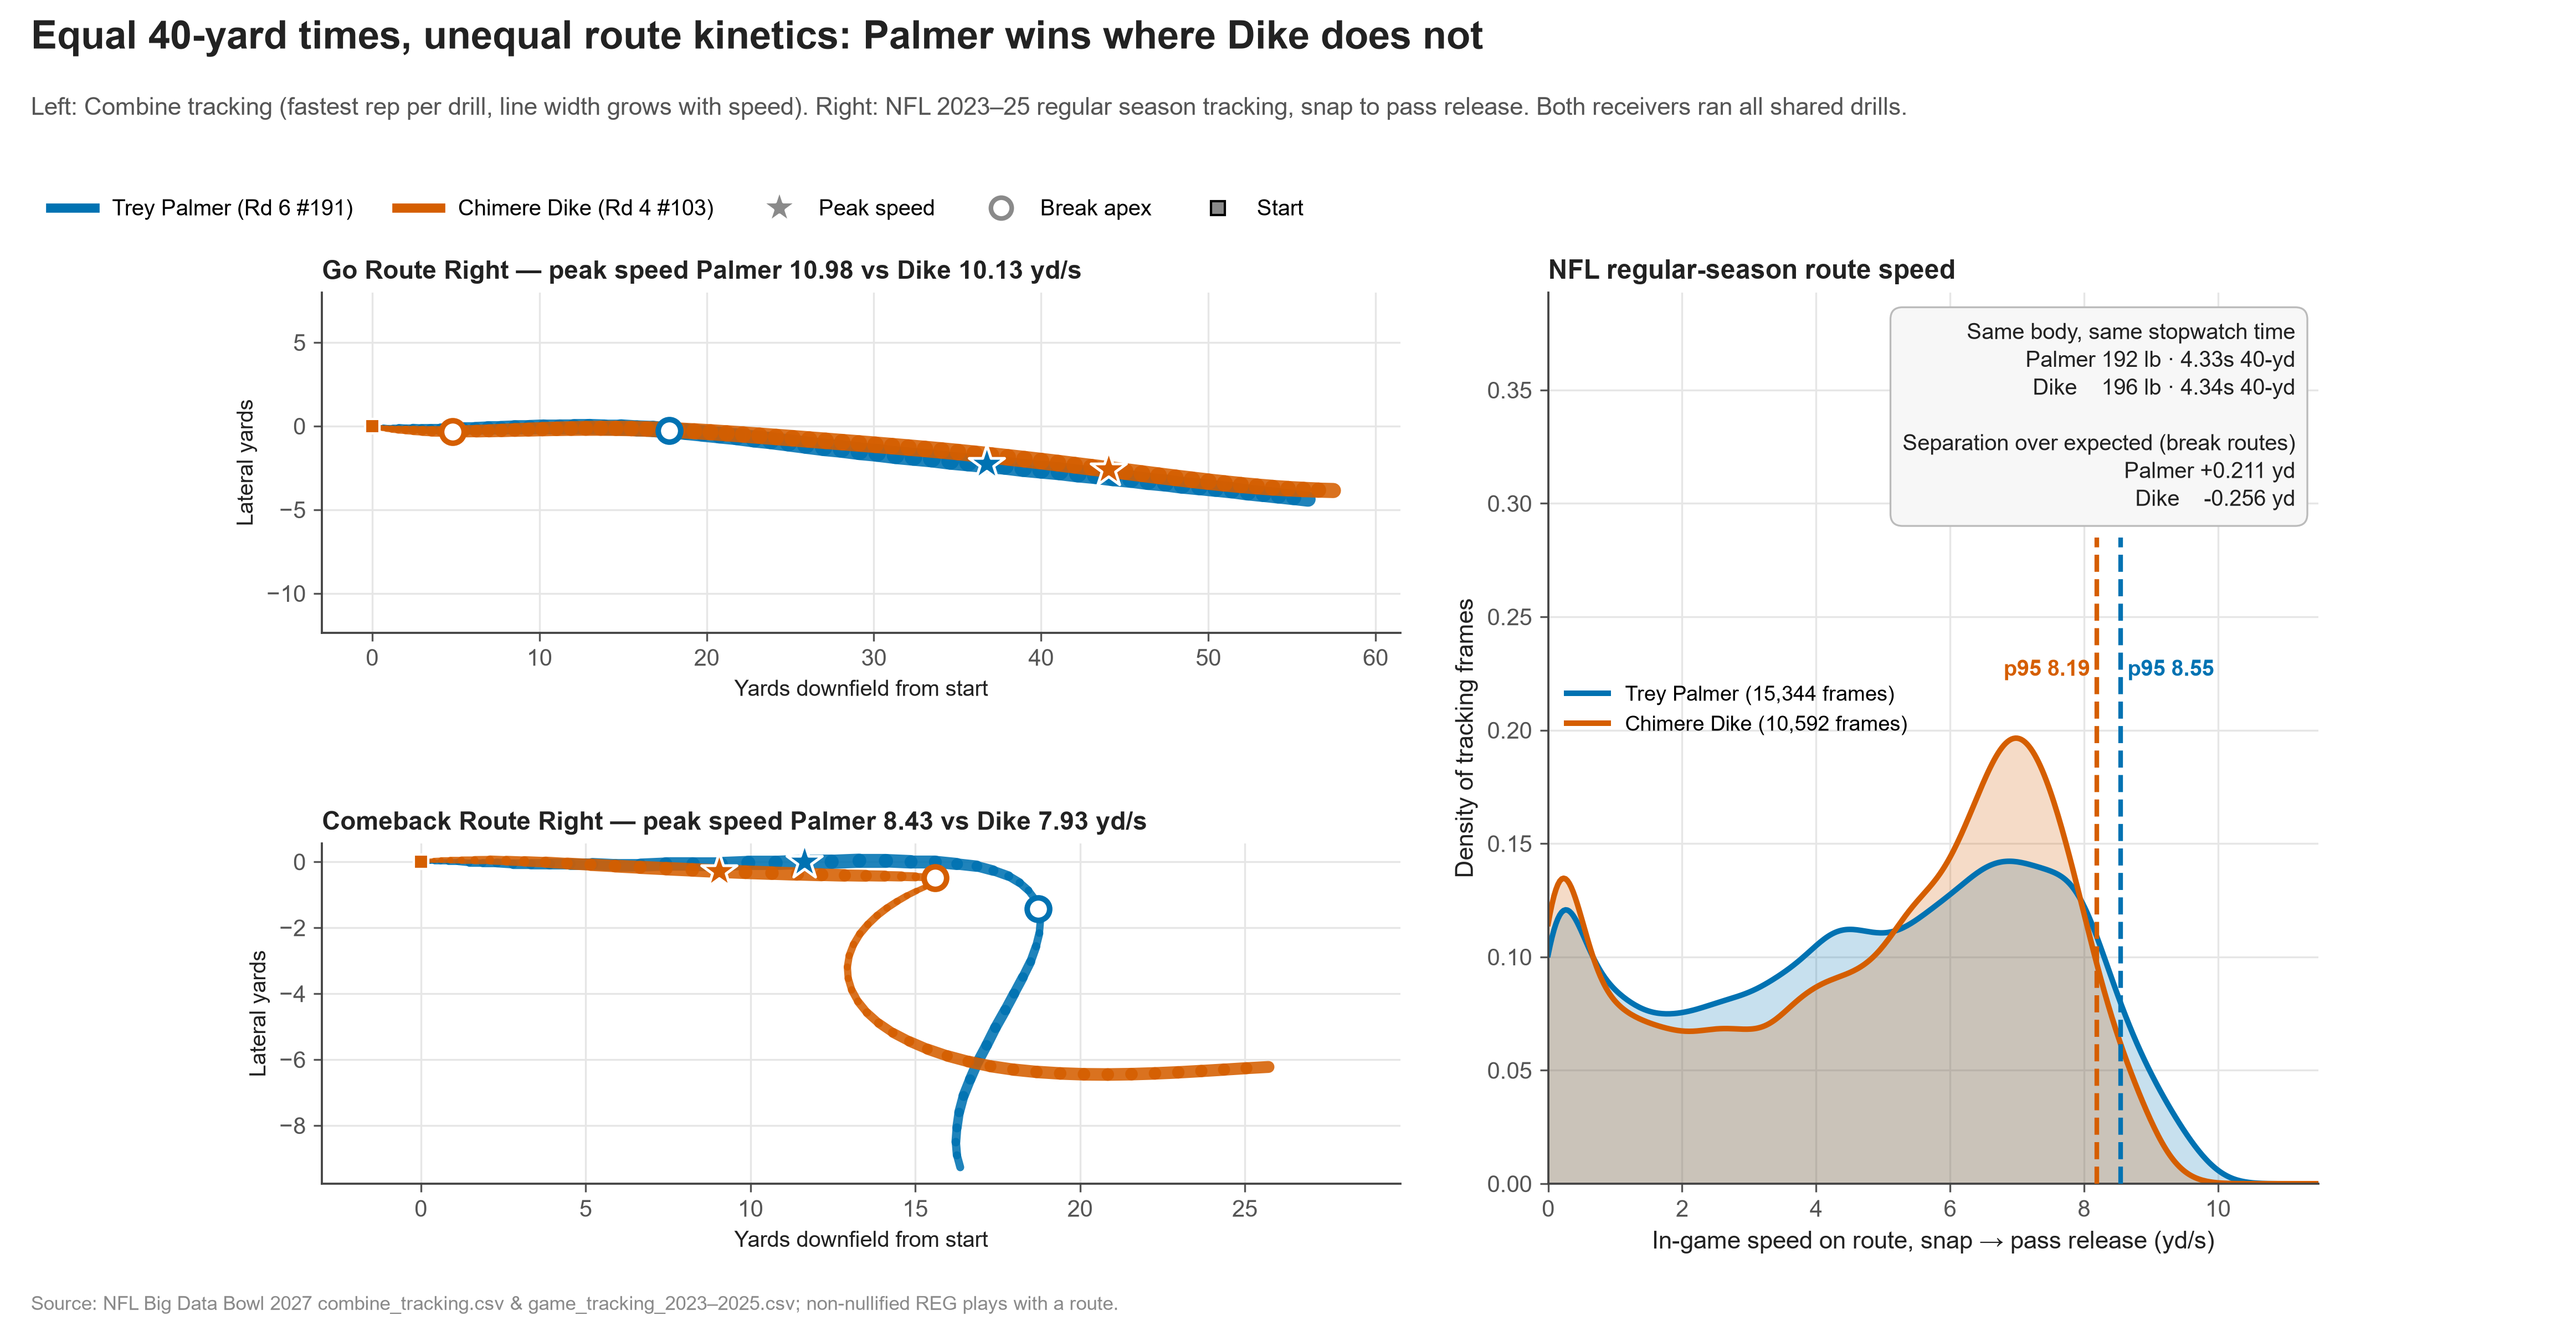 Equal 40-yard times, unequal route kinetics: Palmer wins where Dike does not
Left: Combine tracking (fastest rep per drill, line width grows with speed). Right: NFL 2023–25 regular season tracking, snap to pass release. Both receivers ran all shared drills.
Trey Palmer (Rd 6 #191)
Chimere Dike (Rd 4 #103)
Peak speed
Break apex
Start
Go Route Right — peak speed Palmer 10.98 vs Dike 10.13 yd/s
5
0
−5
−10
Lateral yards
0
10
20
30
40
50
60
Yards downfield from start
Comeback Route Right — peak speed Palmer 8.43 vs Dike 7.93 yd/s
0
−2
−4
−6
−8
Lateral yards
0
5
10
15
20
25
Yards downfield from start
NFL regular-season route speed
Same body, same stopwatch time
Palmer 192 lb · 4.33s 40-yd
Dike 196 lb · 4.34s 40-yd
Separation over expected (break routes)
Palmer +0.211 yd
Dike -0.256 yd
p95 8.19
p95 8.55
Trey Palmer (15,344 frames)
Chimere Dike (10,592 frames)
0.35
0.30
0.25
0.20
0.15
0.10
0.05
0.00
Density of tracking frames
0
2
4
6
8
10
In-game speed on route, snap → pass release (yd/s)
Source: NFL Big Data Bowl 2027 combine_tracking.csv & game_tracking_2023–2025.csv; non-nullified REG plays with a route.